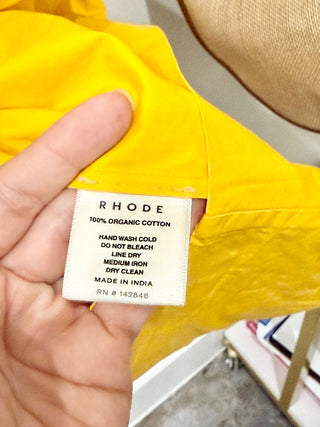 RHODE
100% ORGANIC COTTON
HAND WASH COLD
DO NOT BLEACH
LINE DRY
MEDIUM IRON
DRY CLEAN
MADE IN INDIA
RN # 142846